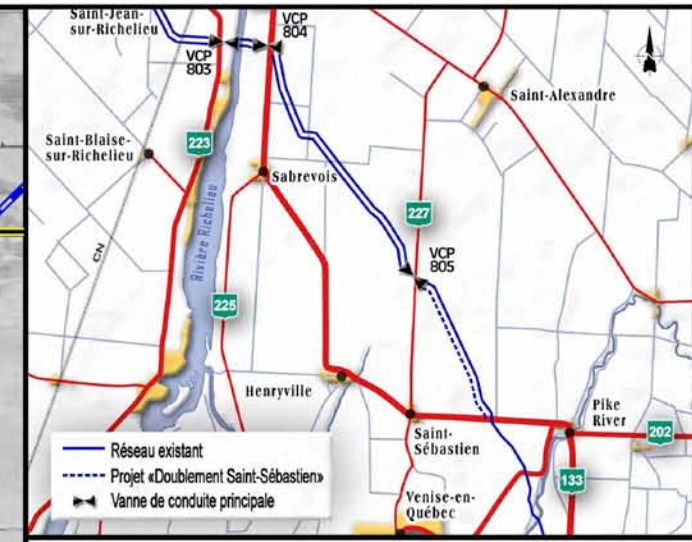 Saint-Jean-
sur-Richelieu
VCP
804
VCP
803
Saint-Alexandre
Saint-Blaise-
sur-Richelieu
223
Sabrevois
227
Rivière Richelieu
CN
VCP
805
225
Henryville
Pike
River
Saint-
Sébastien
202
133
Venise-en-
Québec
Réseau existant
Projet «Doublement Saint-Sébastien»
Vanne de conduite principale